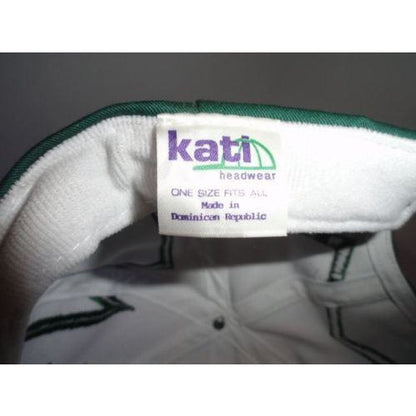 kati
headwear
ONE SIZE FITS ALL
Made in
Dominican Republic